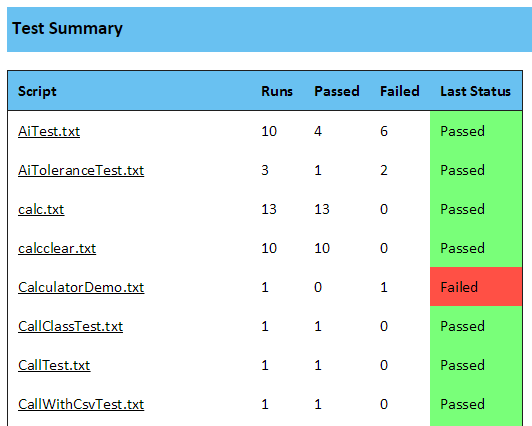 Test Summary
Script Runs Passed Failed Last Status
AiTest.txt 10 4 6 Passed
AiToleranceTest.txt 3 1 2 Passed
calc.txt 13 13 0 Passed
calcclear.txt 10 10 0 Passed
CalculatorDemo.txt 1 0 1 Failed
CallClassTest.txt 1 1 0 Passed
CallTest.txt 1 1 0 Passed
CallWithCsvTest.txt 1 1 0 Passed